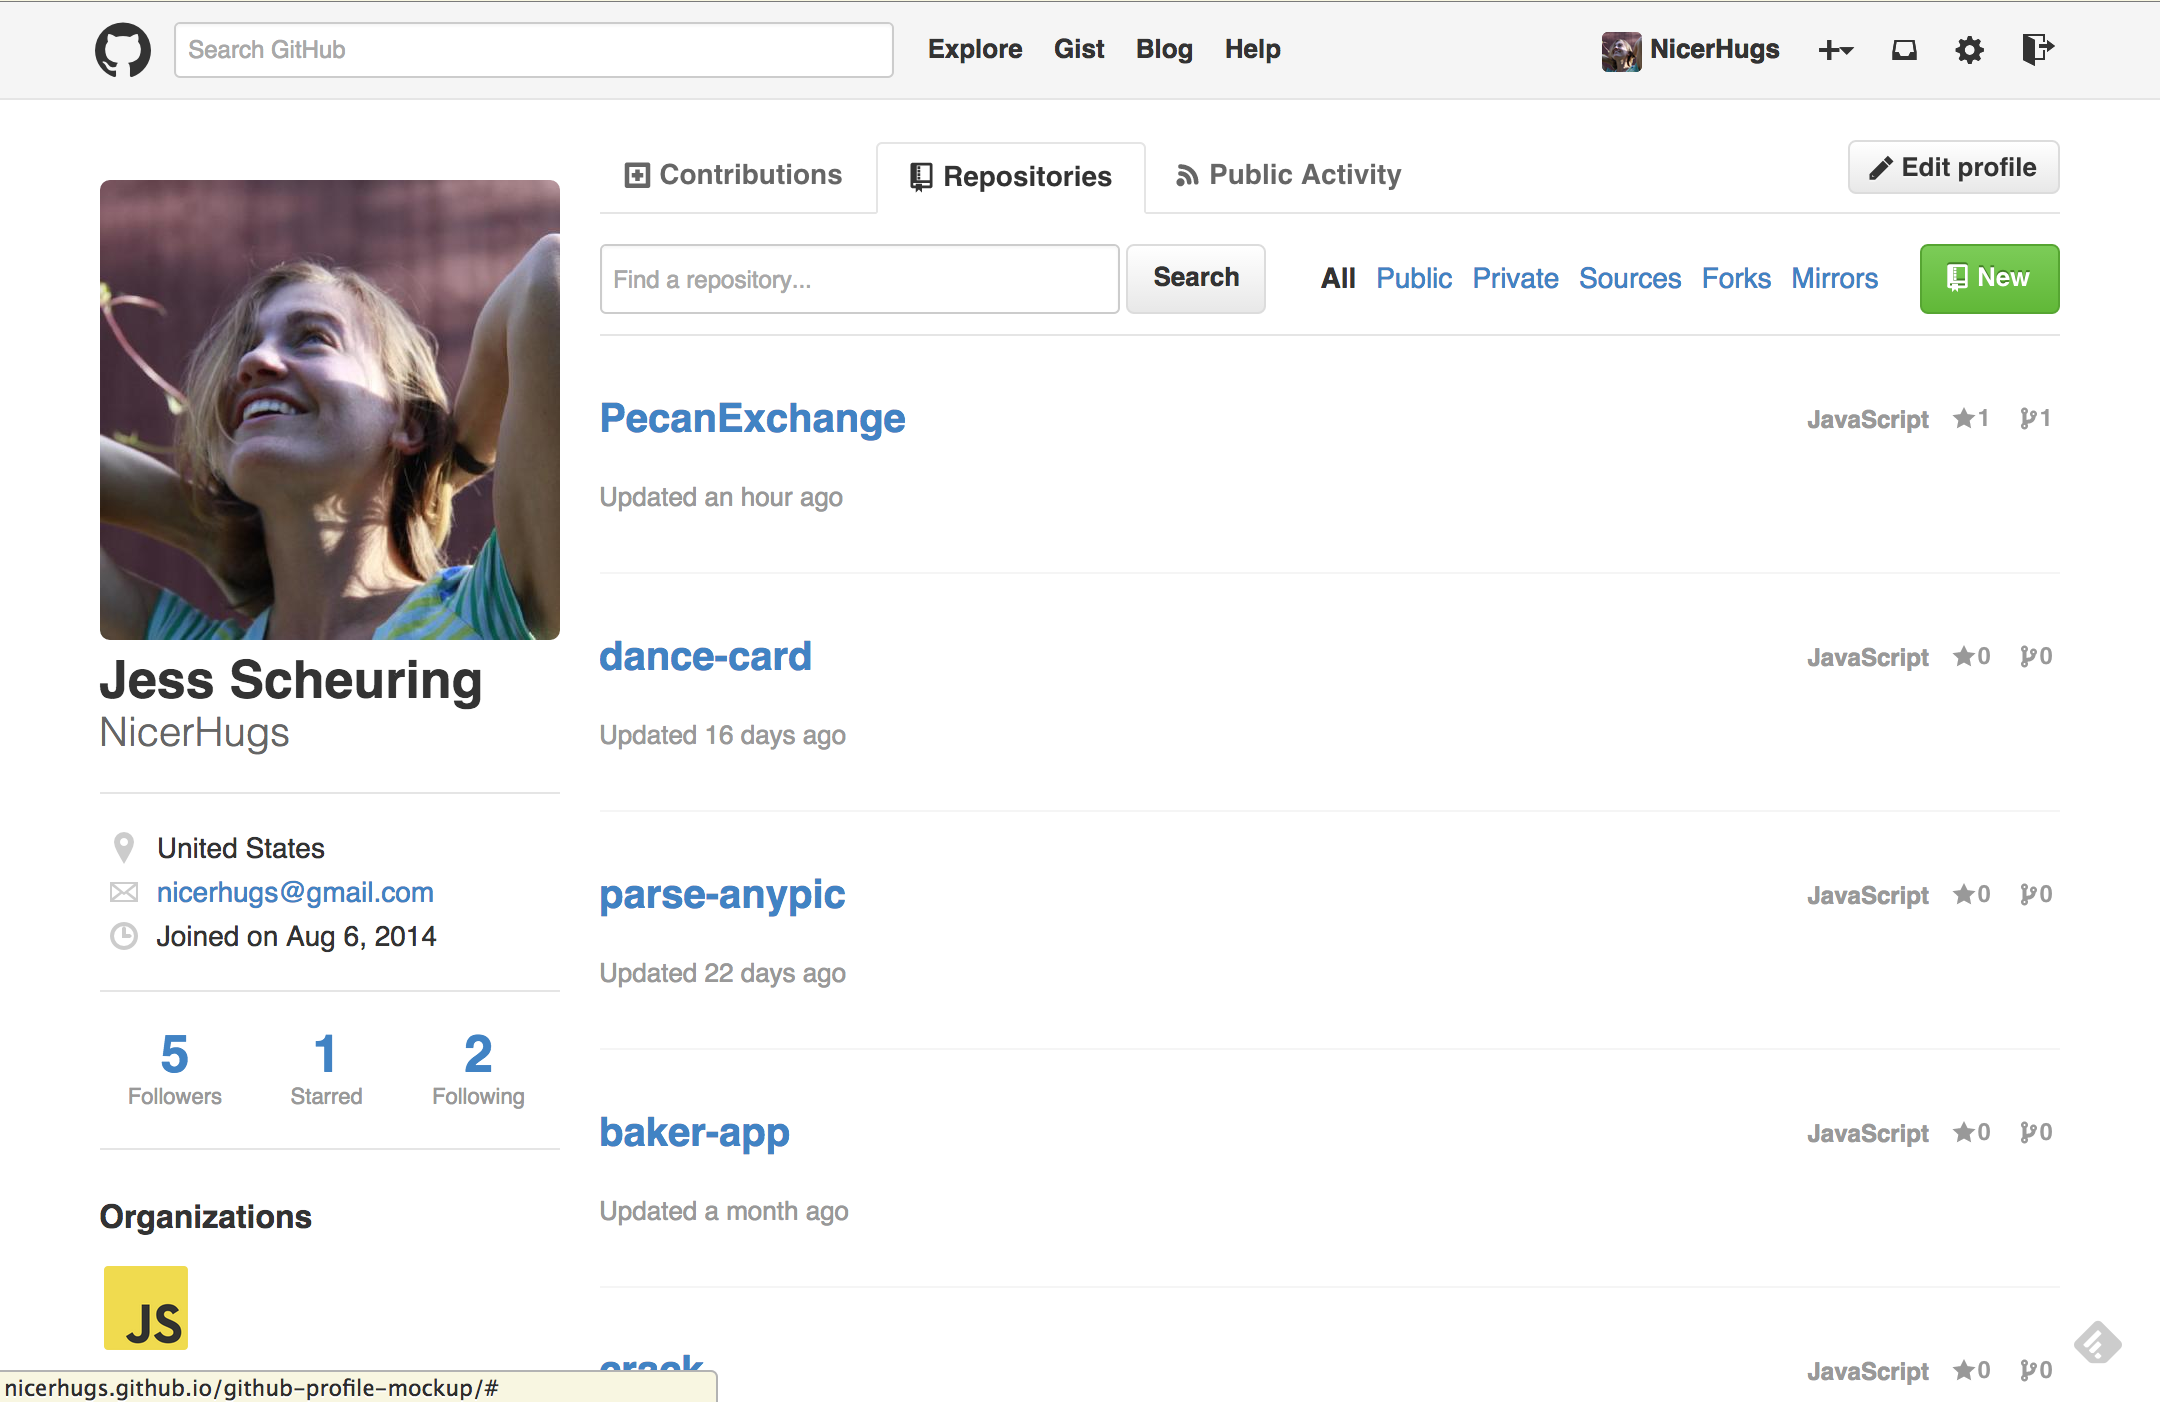 Search GitHub
Explore Gist Blog Help
NicerHugs
Contributions Repositories Public Activity
Edit profile
Find a repository...
Search
All Public Private Sources Forks Mirrors
New
Jess Scheuring
NicerHugs
United States
nicerhugs@gmail.com
Joined on Aug 6, 2014
5 1 2
Followers Starred Following
Organizations
JS
PecanExchange
JavaScript 1 1
Updated an hour ago
dance-card
JavaScript 0 0
Updated 16 days ago
parse-anypic
JavaScript 0 0
Updated 22 days ago
baker-app
JavaScript 0 0
Updated a month ago
crack
JavaScript 0 0
nicerhugs.github.io/github-profile-mockup/#